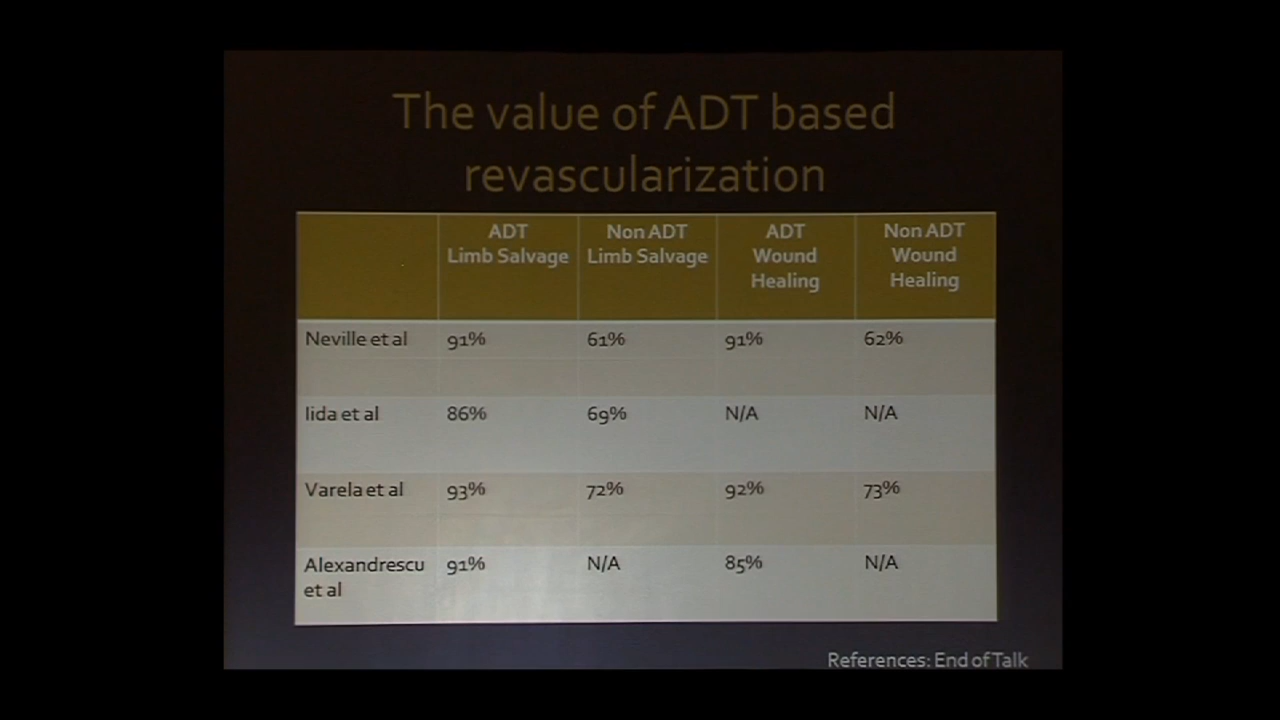 The value of ADT based
revascularization
ADT
Limb Salvage
Non ADT
Limb Salvage
ADT
Wound
Healing
Non ADT
Wound
Healing
Neville et al
91%
61%
91%
62%
Iida et al
86%
69%
N/A
N/A
Varela et al
93%
72%
92%
73%
Alexandrescu
et al
91%
N/A
85%
N/A
References: End of Talk